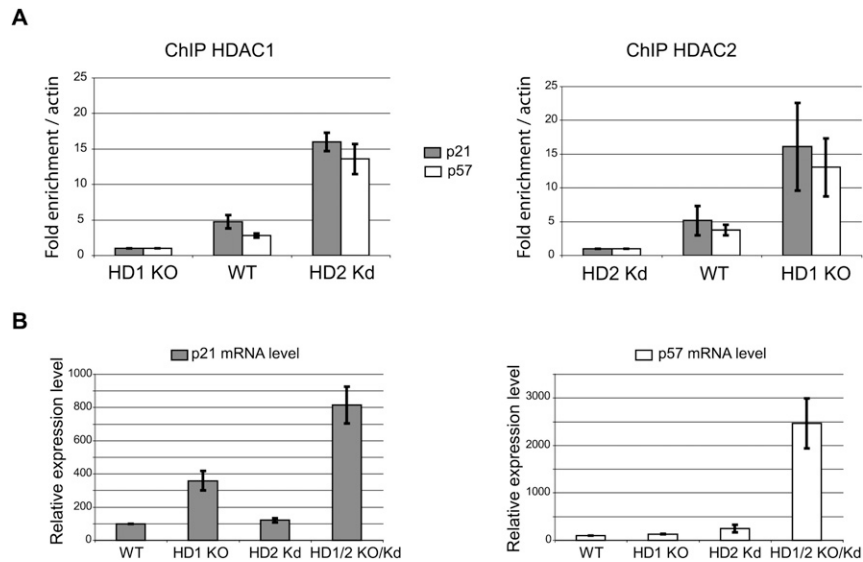 A
ChIP HDAC1
Fold enrichment / actin
25
20
15
10
5
0
HD1 KO
WT
HD2 Kd
p21
p57
ChIP HDAC2
Fold enrichment / actin
25
20
15
10
5
0
HD2 Kd
WT
HD1 KO
B
p21 mRNA level
Relative expression level
1000
800
600
400
200
0
WT
HD1 KO
HD2 Kd
HD1/2 KO/Kd
p57 mRNA level
Relative expression level
3000
2000
1000
0
WT
HD1 KO
HD2 Kd
HD1/2 KO/Kd